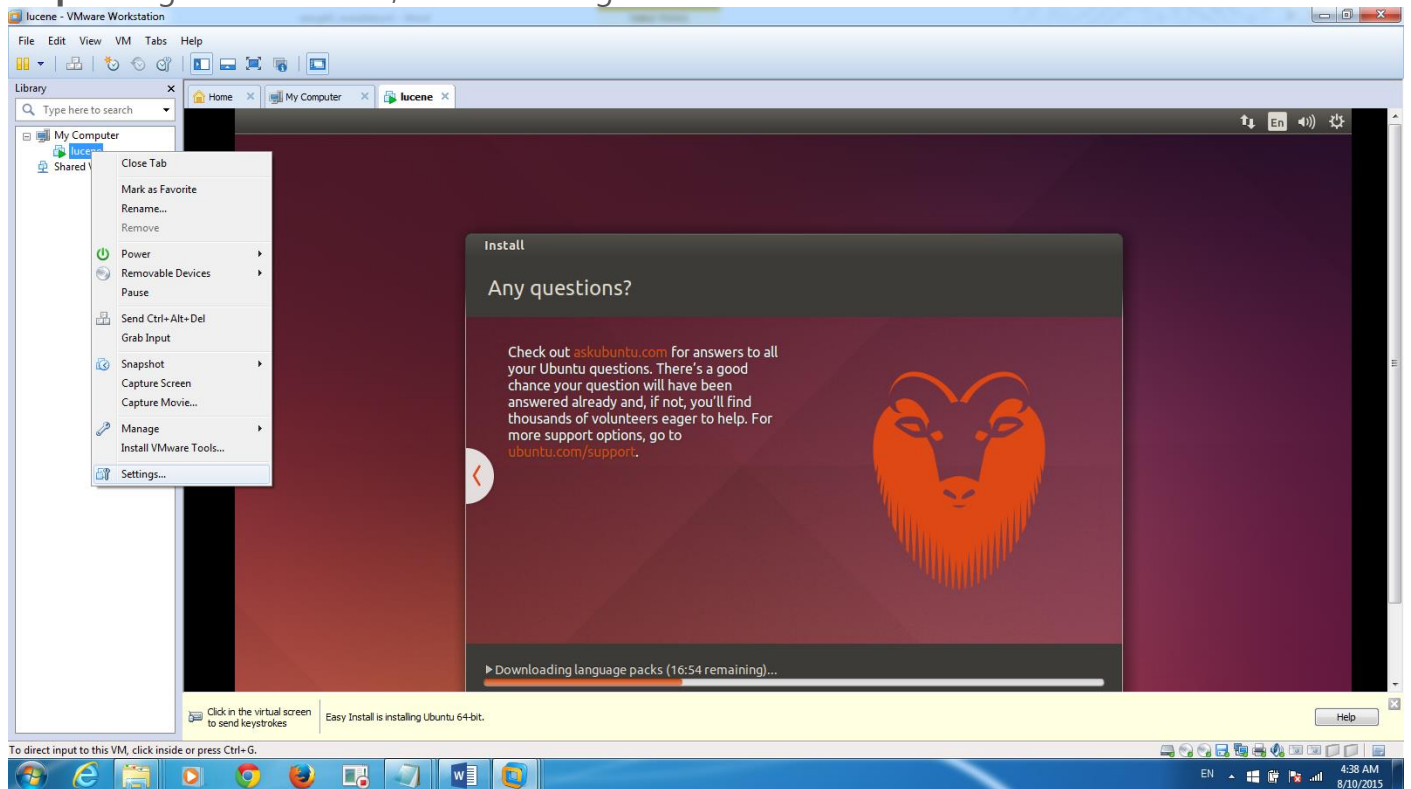 lucene - VMware Workstation
File Edit View VM Tabs Help
Library
Type here to search
My Computer
lucene
Shared V
Home
My Computer
lucene
En
Close Tab
Mark as Favorite
Rename...
Remove
Power
Removable Devices
Pause
Send Ctrl+Alt+Del
Grab Input
Snapshot
Capture Screen
Capture Movie...
Manage
Install VMware Tools...
Settings...
Install
Any questions?
Check out askubuntu.com for answers to all
your Ubuntu questions. There's a good
chance your question will have been
answered already and, if not, you'll find
thousands of volunteers eager to help. For
more support options, go to
ubuntu.com/support.
Downloading language packs (16:54 remaining)...
Click in the virtual screen
to send keystrokes
Easy Install is installing Ubuntu 64-bit.
Help
To direct input to this VM, click inside or press Ctrl+G.
EN
4:38 AM
8/10/2015